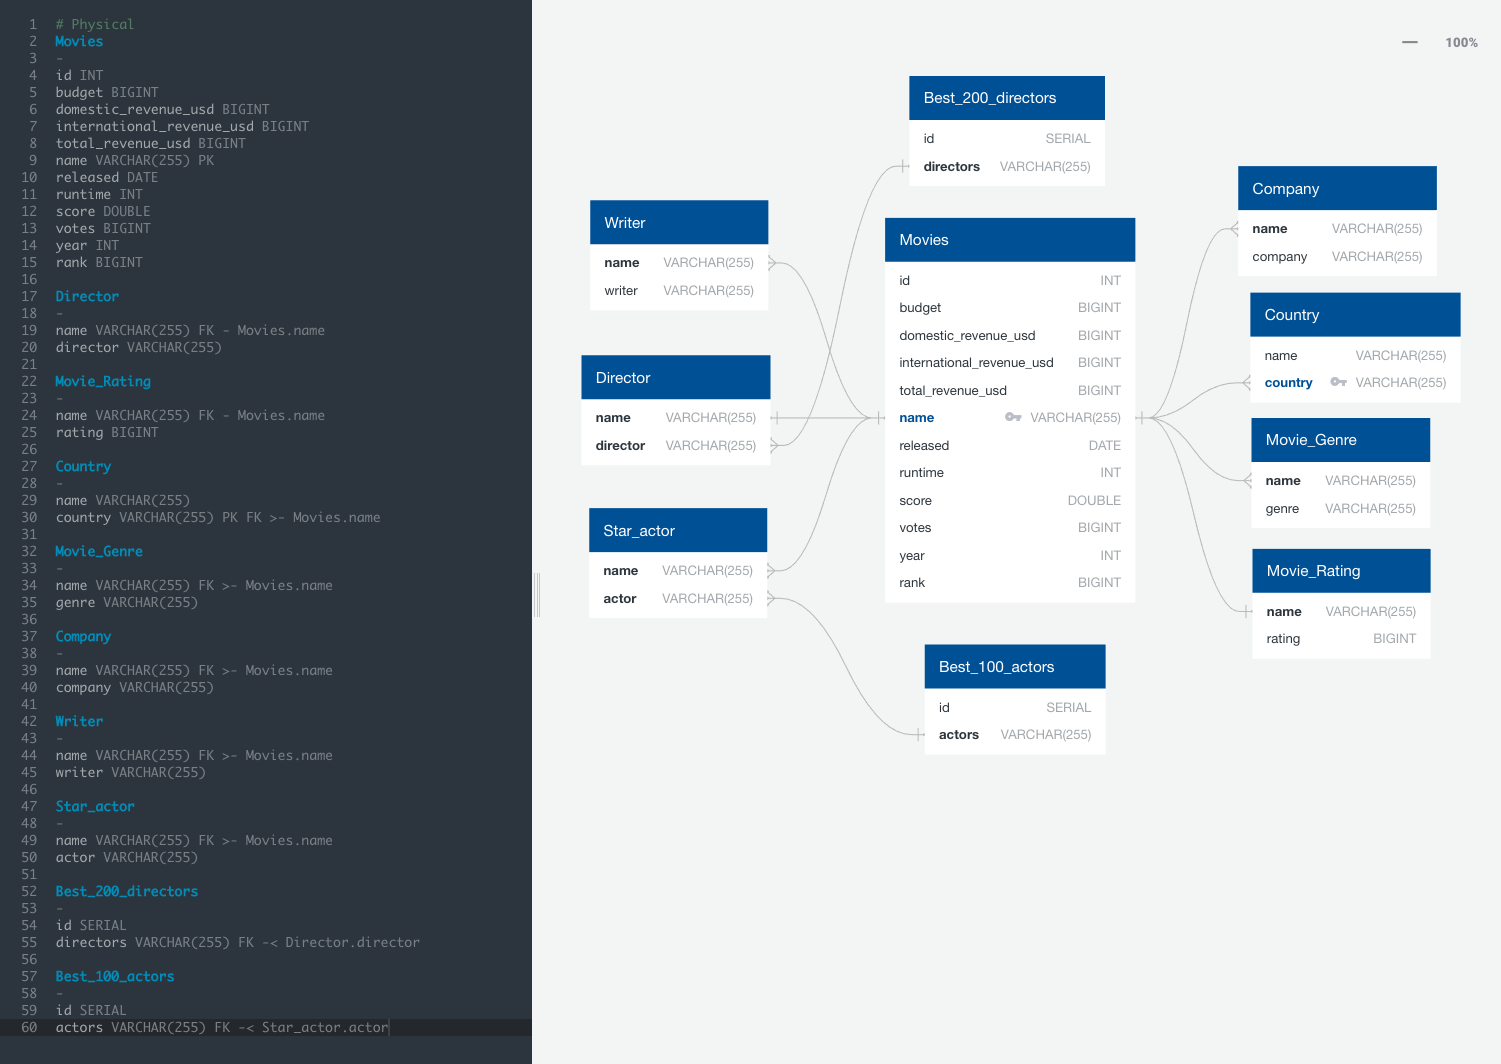 1 # Physical
2 Movies
3 -
4 id INT
5 budget BIGINT
6 domestic_revenue_usd BIGINT
7 international_revenue_usd BIGINT
8 total_revenue_usd BIGINT
9 name VARCHAR(255) PK
10 released DATE
11 runtime INT
12 score DOUBLE
13 votes BIGINT
14 year INT
15 rank BIGINT
16
17 Director
18 -
19 name VARCHAR(255) FK - Movies.name
20 director VARCHAR(255)
21
22 Movie_Rating
23 -
24 name VARCHAR(255) FK - Movies.name
25 rating BIGINT
26
27 Country
28 -
29 name VARCHAR(255)
30 country VARCHAR(255) PK FK >- Movies.name
31
32 Movie_Genre
33 -
34 name VARCHAR(255) FK >- Movies.name
35 genre VARCHAR(255)
36
37 Company
38 -
39 name VARCHAR(255) FK >- Movies.name
40 company VARCHAR(255)
41
42 Writer
43 -
44 name VARCHAR(255) FK >- Movies.name
45 writer VARCHAR(255)
46
47 Star_actor
48 -
49 name VARCHAR(255) FK >- Movies.name
50 actor VARCHAR(255)
51
52 Best_200_directors
53 -
54 id SERIAL
55 directors VARCHAR(255) FK -< Director.director
56
57 Best_100_actors
58 -
59 id SERIAL
60 actors VARCHAR(255) FK -< Star_actor.actor
100%
Best_200_directors
id SERIAL
directors VARCHAR(255)
Writer
name VARCHAR(255)
writer VARCHAR(255)
Director
name VARCHAR(255)
director VARCHAR(255)
Star_actor
name VARCHAR(255)
actor VARCHAR(255)
Movies
id INT
budget BIGINT
domestic_revenue_usd BIGINT
international_revenue_usd BIGINT
total_revenue_usd BIGINT
name VARCHAR(255)
released DATE
runtime INT
score DOUBLE
votes BIGINT
year INT
rank BIGINT
Best_100_actors
id SERIAL
actors VARCHAR(255)
Company
name VARCHAR(255)
company VARCHAR(255)
Country
name VARCHAR(255)
country VARCHAR(255)
Movie_Genre
name VARCHAR(255)
genre VARCHAR(255)
Movie_Rating
name VARCHAR(255)
rating BIGINT